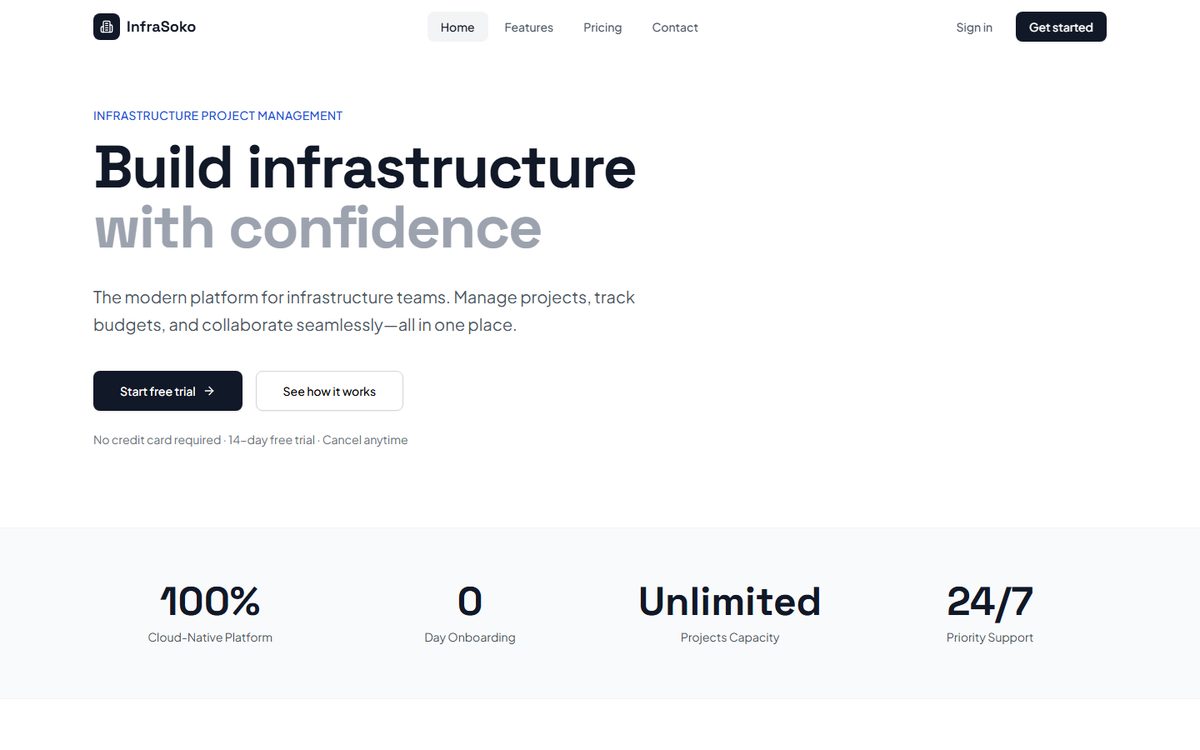 InfraSoko
Home
Features
Pricing
Contact
Sign in
Get started
INFRASTRUCTURE PROJECT MANAGEMENT
Build infrastructure
with confidence
The modern platform for infrastructure teams. Manage projects, track
budgets, and collaborate seamlessly—all in one place.
Start free trial →
See how it works
No credit card required · 14-day free trial · Cancel anytime
100%
Cloud-Native Platform
0
Day Onboarding
Unlimited
Projects Capacity
24/7
Priority Support